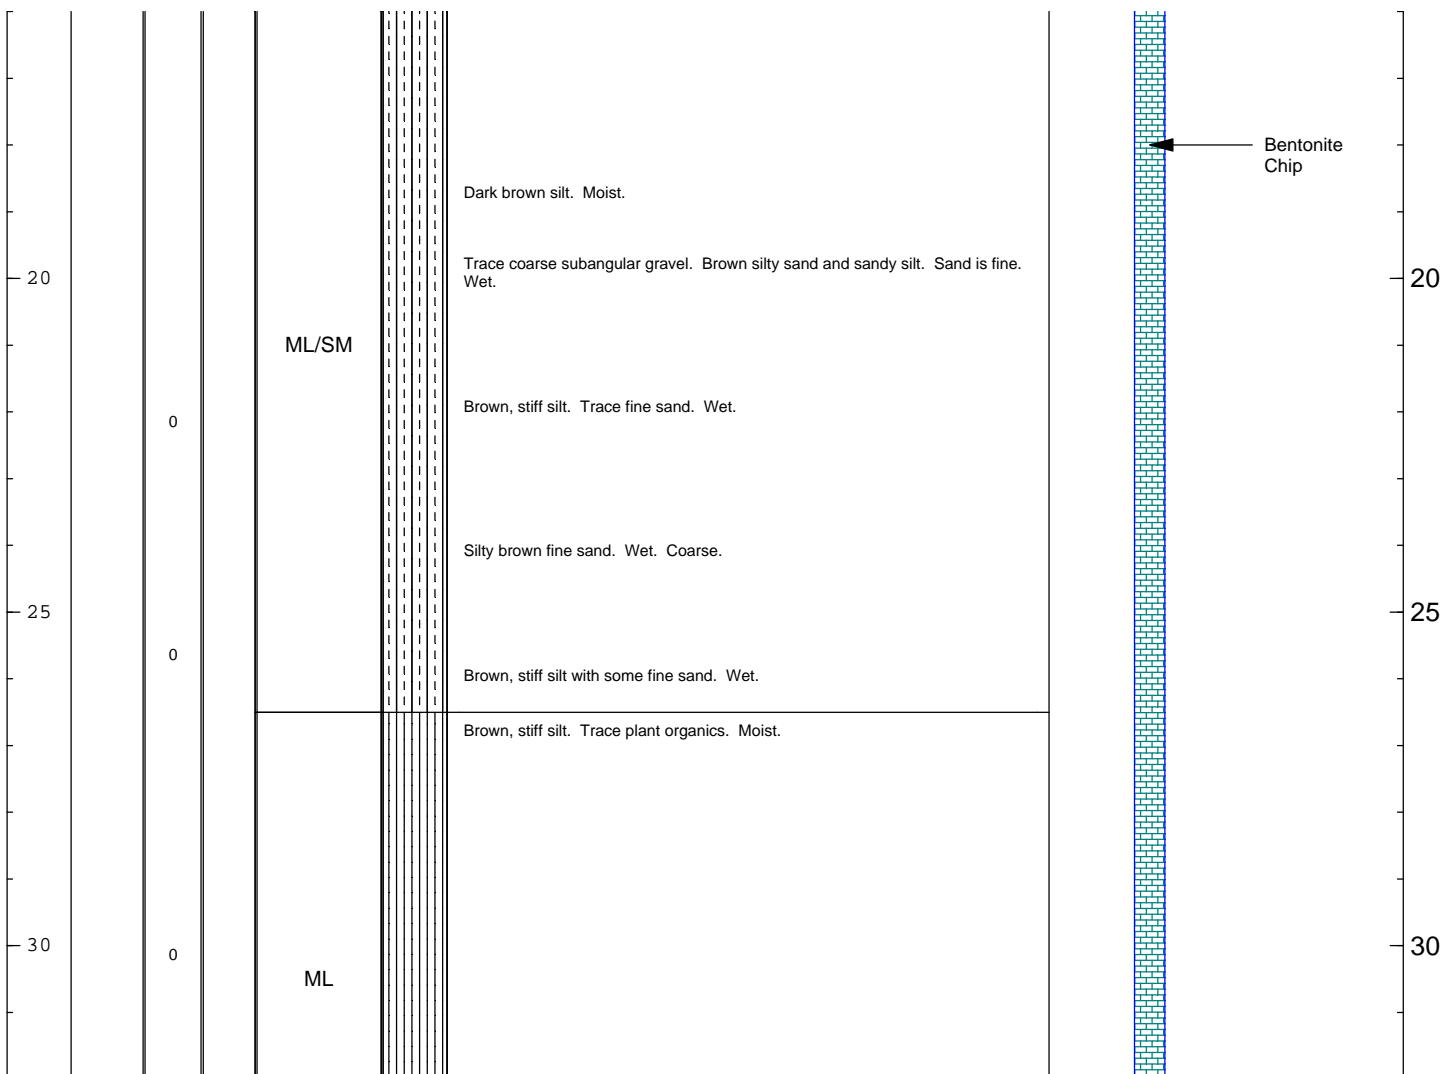 Bentonite
Chip
Dark brown silt.  Moist.
Trace coarse subangular gravel.  Brown silty sand and sandy silt.  Sand is fine.
Wet.
20
20
ML/SM
Brown, stiff silt.  Trace fine sand.  Wet.
0
Silty brown fine sand.  Wet.  Coarse.
25
25
0
Brown, stiff silt with some fine sand.  Wet.
Brown, stiff silt.  Trace plant organics.  Moist.
30
0
30
ML